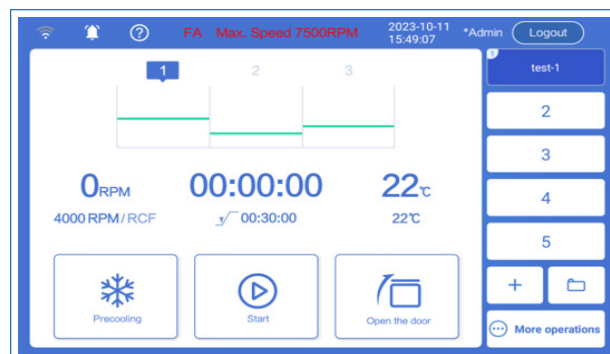 FA Max. Speed 7500RPM 2023-10-11 15:49:07 *Admin Logout
1 2 3
0RPM 00:00:00 22℃
4000 RPM/RCF 00:30:00 22℃
Precooling Start Open the door
1 test-1
2
3
4
5
+
More operations